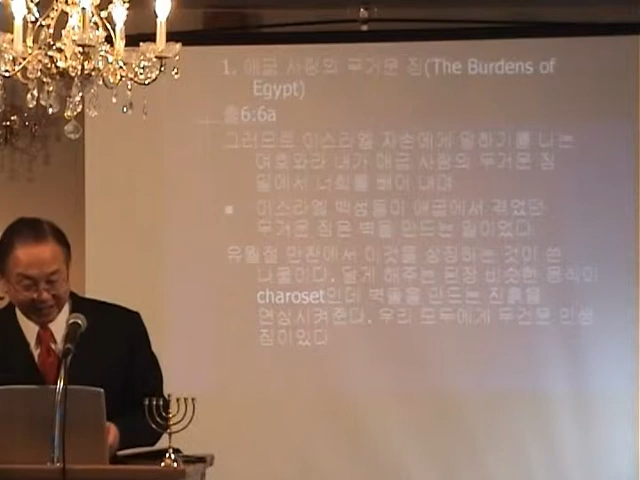 1. 애굽 사람의 무거운 짐(The Burdens of
Egypt)
출6:6a
그러므로 이스라엘 자손에게 말하기를 나는
여호와라 내가 애굽 사람의 무거운 짐
밑에서 너희를 빼어 내며
이스라엘 백성들이 애굽에서 겪었던
무거운 짐은 벽을 만드는 일이었다
유월절 만찬에서 이것을 상징하는 것이 쓴
나물이다. 달게 해주는 된장 비슷한 음식이
charoset인데 벽돌을 만드는 진흙을
연상시켜준다. 우리 모두에게 무거운 인생
짐이있다